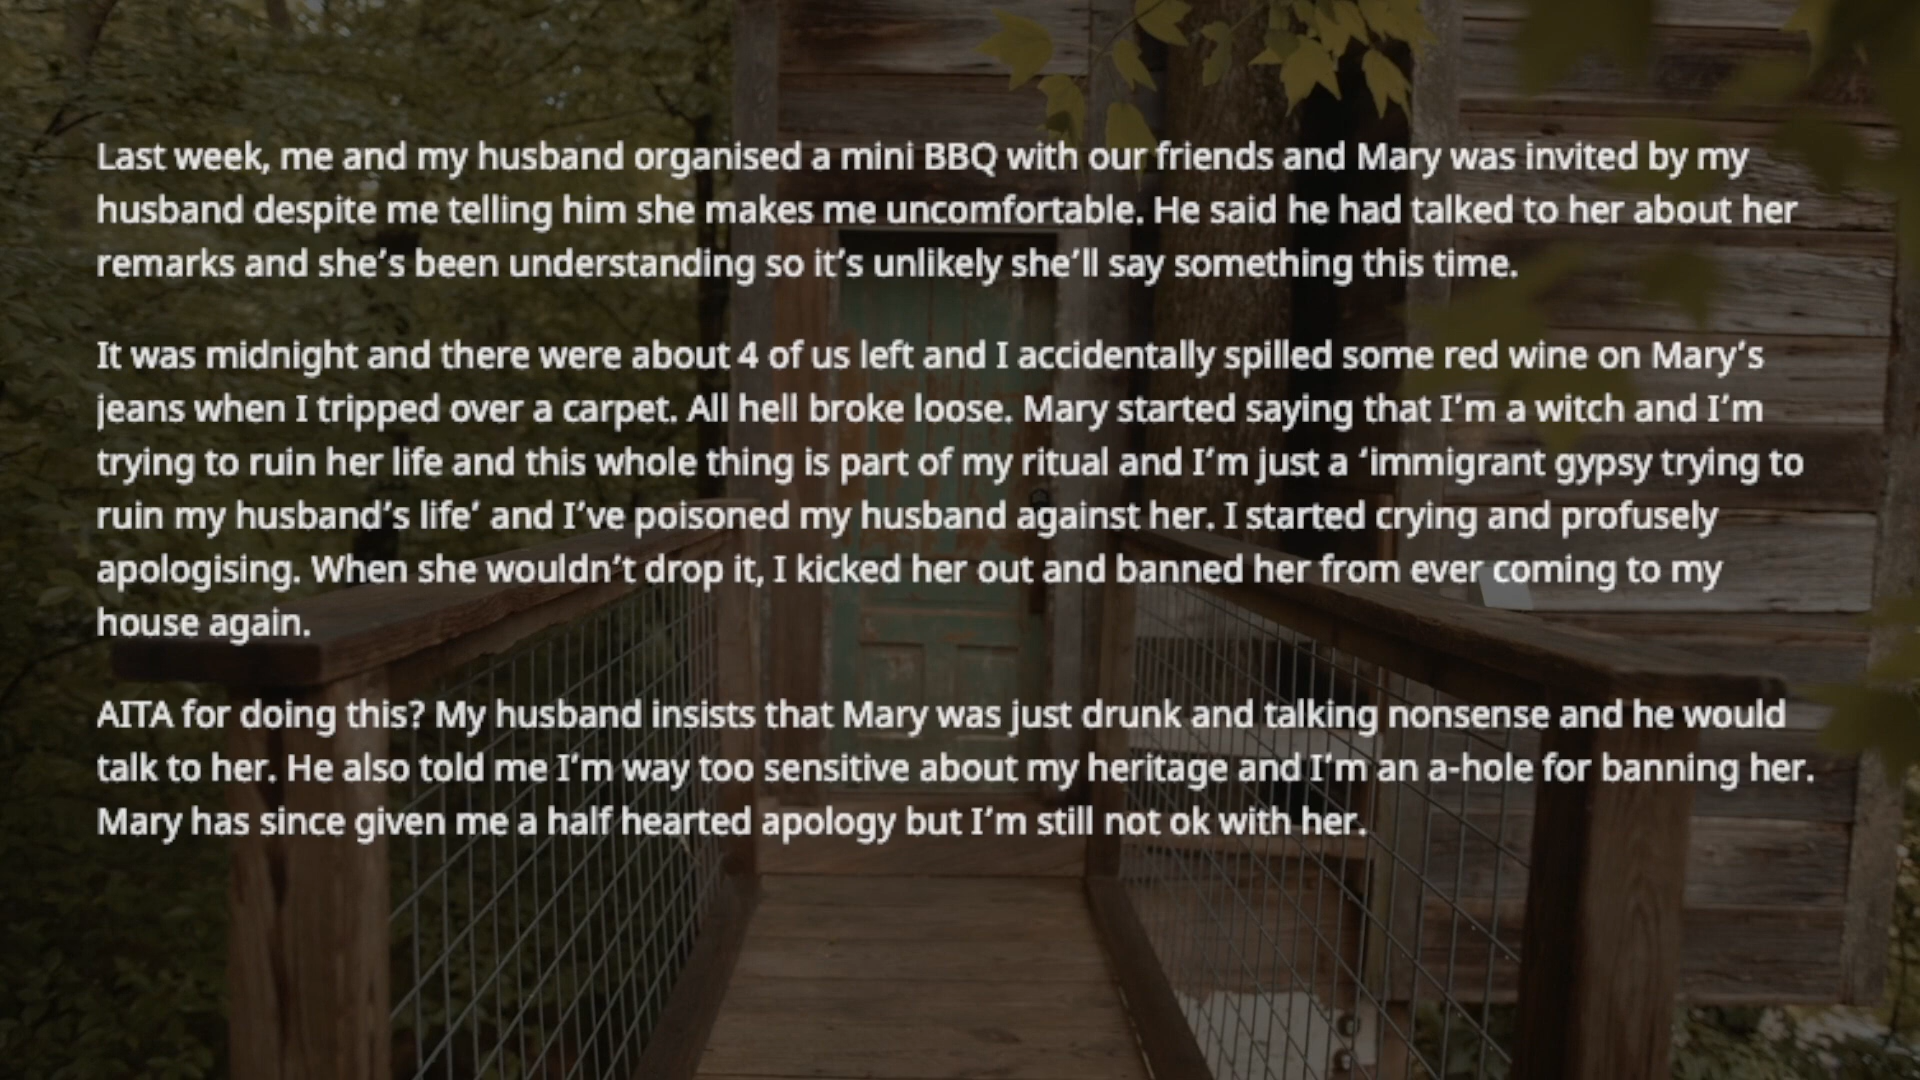 Last week, me and my husband organised a mini BBQ with our friends and Mary was invited by my
husband despite me telling him she makes me uncomfortable. He said he had talked to her about her
remarks and she’s been understanding so it’s unlikely she’ll say something this time.
It was midnight and there were about 4 of us left and I accidentally spilled some red wine on Mary’s
jeans when I tripped over a carpet. All hell broke loose. Mary started saying that I’m a witch and I’m
trying to ruin her life and this whole thing is part of my ritual and I’m just a ‘immigrant gypsy trying to
ruin my husband’s life’ and I’ve poisoned my husband against her. I started crying and profusely
apologising. When she wouldn’t drop it, I kicked her out and banned her from ever coming to my
house again.
AITA for doing this? My husband insists that Mary was just drunk and talking nonsense and he would
talk to her. He also told me I’m way too sensitive about my heritage and I’m an a-hole for banning her.
Mary has since given me a half hearted apology but I’m still not ok with her.